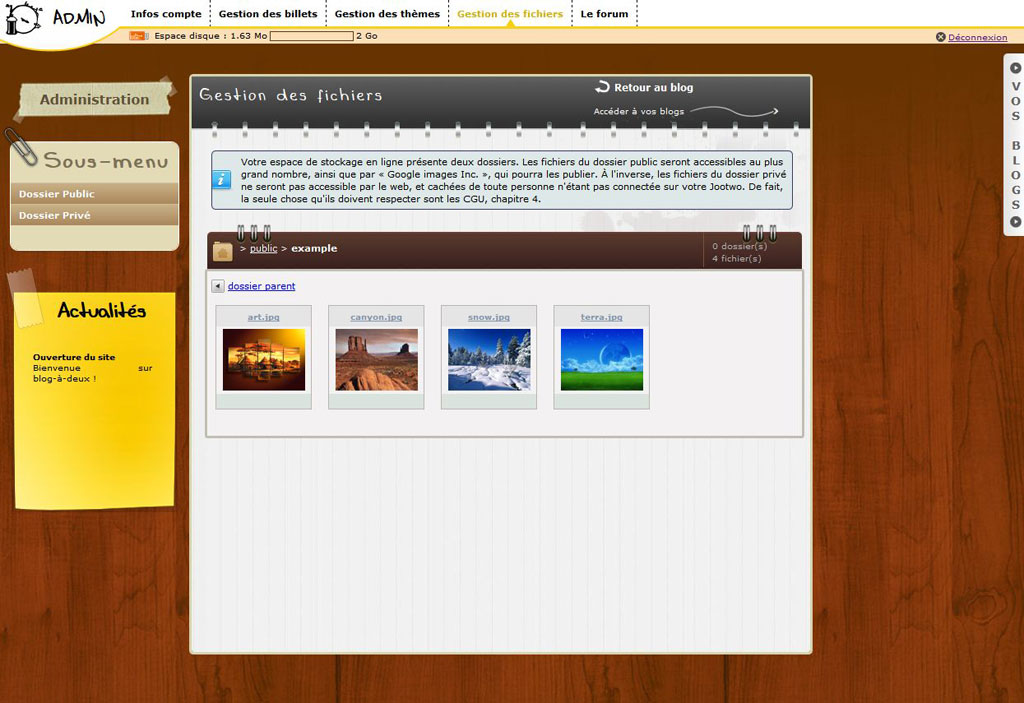 ADMIN
Infos compte
Gestion des billets
Gestion des thèmes
Gestion des fichiers
Le forum
Espace disque : 1.63 Mo
2 Go
Déconnexion
Administration
Sous-menu
Dossier Public
Dossier Privé
Actualités
Ouverture du site
Bienvenue sur
blog-à-deux !
Gestion des fichiers
Retour au blog
Accéder à vos blogs
Votre espace de stockage en ligne présente deux dossiers. Les fichiers du dossier public seront accessibles au plus
grand nombre, ainsi que par « Google images Inc. », qui pourra les publier. À l'inverse, les fichiers du dossier privé
ne seront pas accessible par le web, et cachées de toute personne n'étant pas connectée sur votre Jootwo. De fait,
la seule chose qu'ils doivent respecter sont les CGU, chapitre 4.
> public > example
0 dossier(s)
4 fichier(s)
dossier parent
art.jpg
canyon.jpg
snow.jpg
terra.jpg
VOS BLOGS